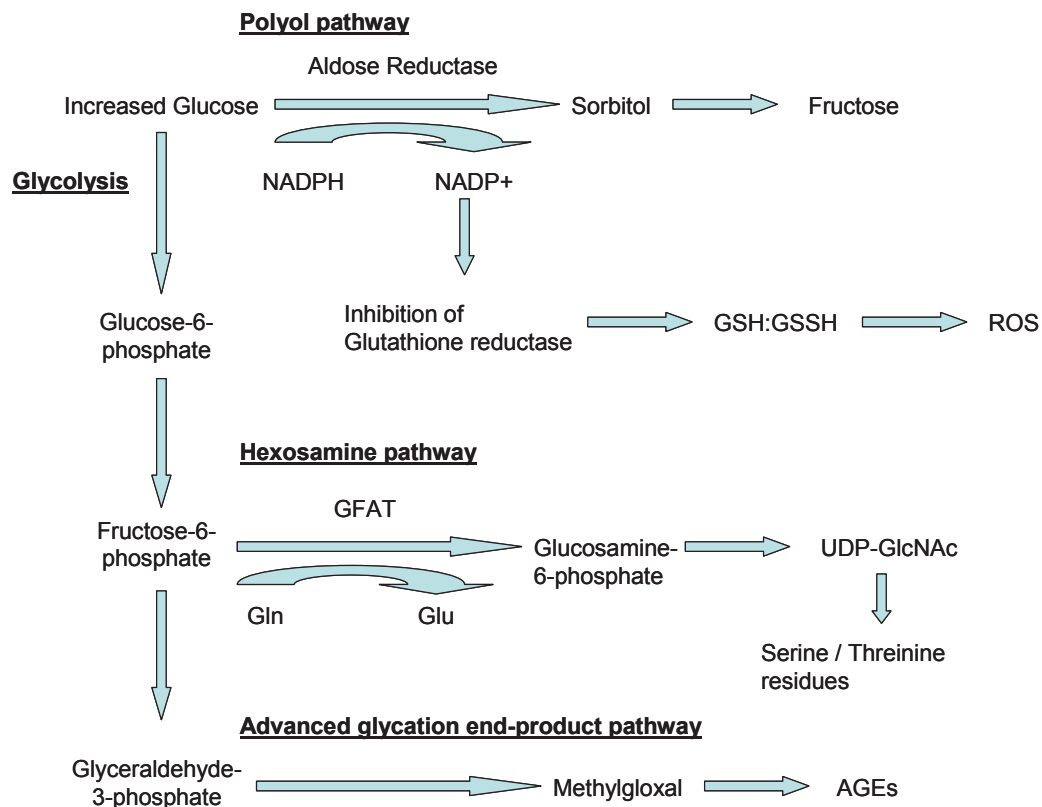 Polyol pathway
Aldose Reductase
Increased Glucose
Sorbitol
Fructose
Glycolysis
NADPH
NADP+
Glucose-6-
phosphate
Inhibition of
Glutathione reductase
GSH:GSSH
ROS
Hexosamine pathway
GFAT
Fructose-6-
phosphate
Glucosamine-
6-phosphate
UDP-GlcNAc
Gln
Glu
Serine / Threinine
residues
Advanced glycation end-product pathway
Glyceraldehyde-
3-phosphate
Methylgloxal
AGEs